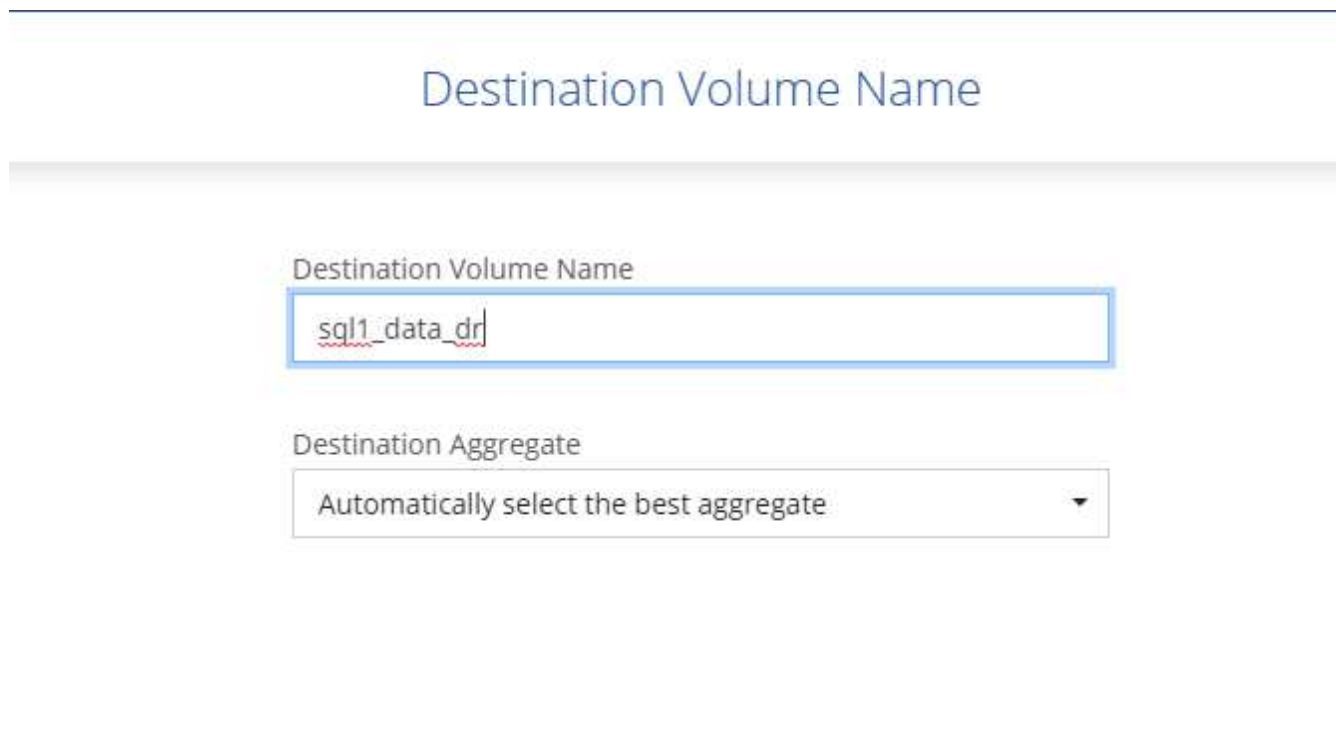 Destination Volume Name
Destination Volume Name
sql1_data_dr
Destination Aggregate
Automatically select the best aggregate